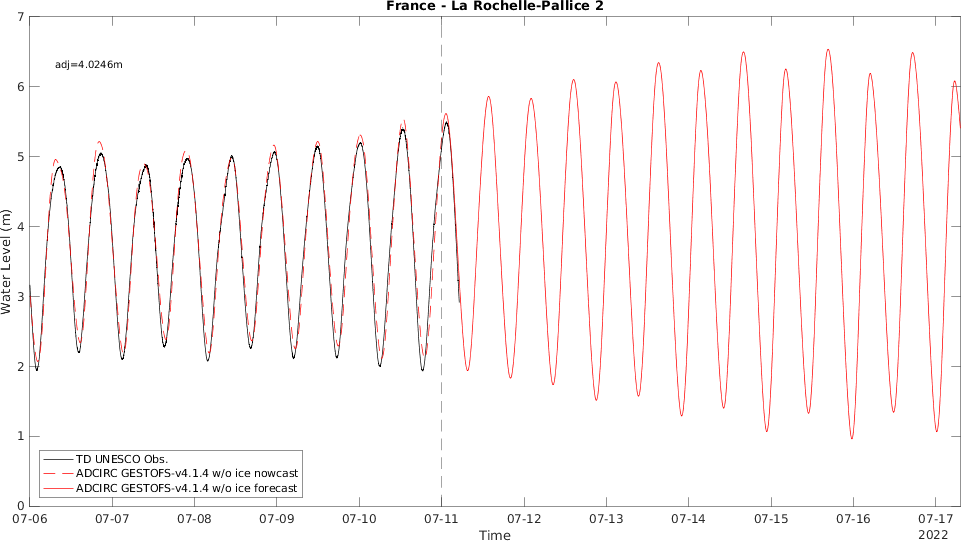 France - La Rochelle-Pallice 2
adj=4.0246m
Water Level (m)
7
6
5
4
3
2
1
0
TD UNESCO Obs.
ADCIRC GESTOFS-v4.1.4 w/o ice nowcast
ADCIRC GESTOFS-v4.1.4 w/o ice forecast
07-06 07-07 07-08 07-09 07-10 07-11 07-12 07-13 07-14 07-15 07-16 07-17
Time
2022